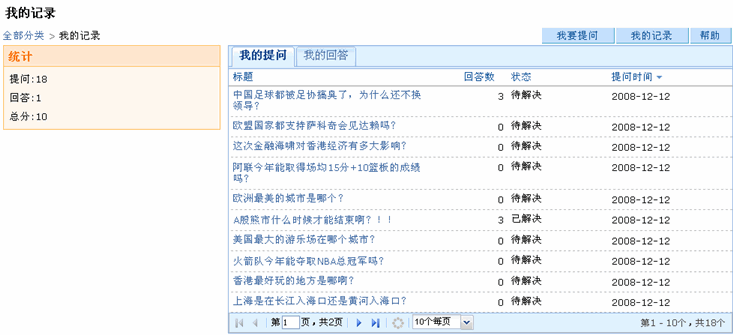 我的记录
全部分类 > 我的记录
我要提问 我的记录 帮助
统计
提问:18
回答:1
总分:10
我的提问 我的回答
标题 回答数 状态 提问时间
中国足球都被足协搞臭了，为什么还不换领导？ 3 待解决 2008-12-12
欧盟国家都支持萨科奇会见达赖吗？ 0 待解决 2008-12-12
这次金融海啸对香港经济有多大影响？ 0 待解决 2008-12-12
阿联今年能取得场均15分+10篮板的成绩吗？ 0 待解决 2008-12-12
欧洲最美的城市是哪个？ 0 待解决 2008-12-12
A股熊市什么时候才能结束啊？！！ 3 已解决 2008-12-12
美国最大的游乐场在哪个城市？ 0 待解决 2008-12-12
火箭队今年能夺取NBA总冠军吗？ 0 待解决 2008-12-12
香港最好玩的地方是哪啊？ 0 待解决 2008-12-12
上海是在长江入海口还是黄河入海口？ 0 待解决 2008-12-12
第 1 页，共2页 10个每页 第1 - 10个，共18个